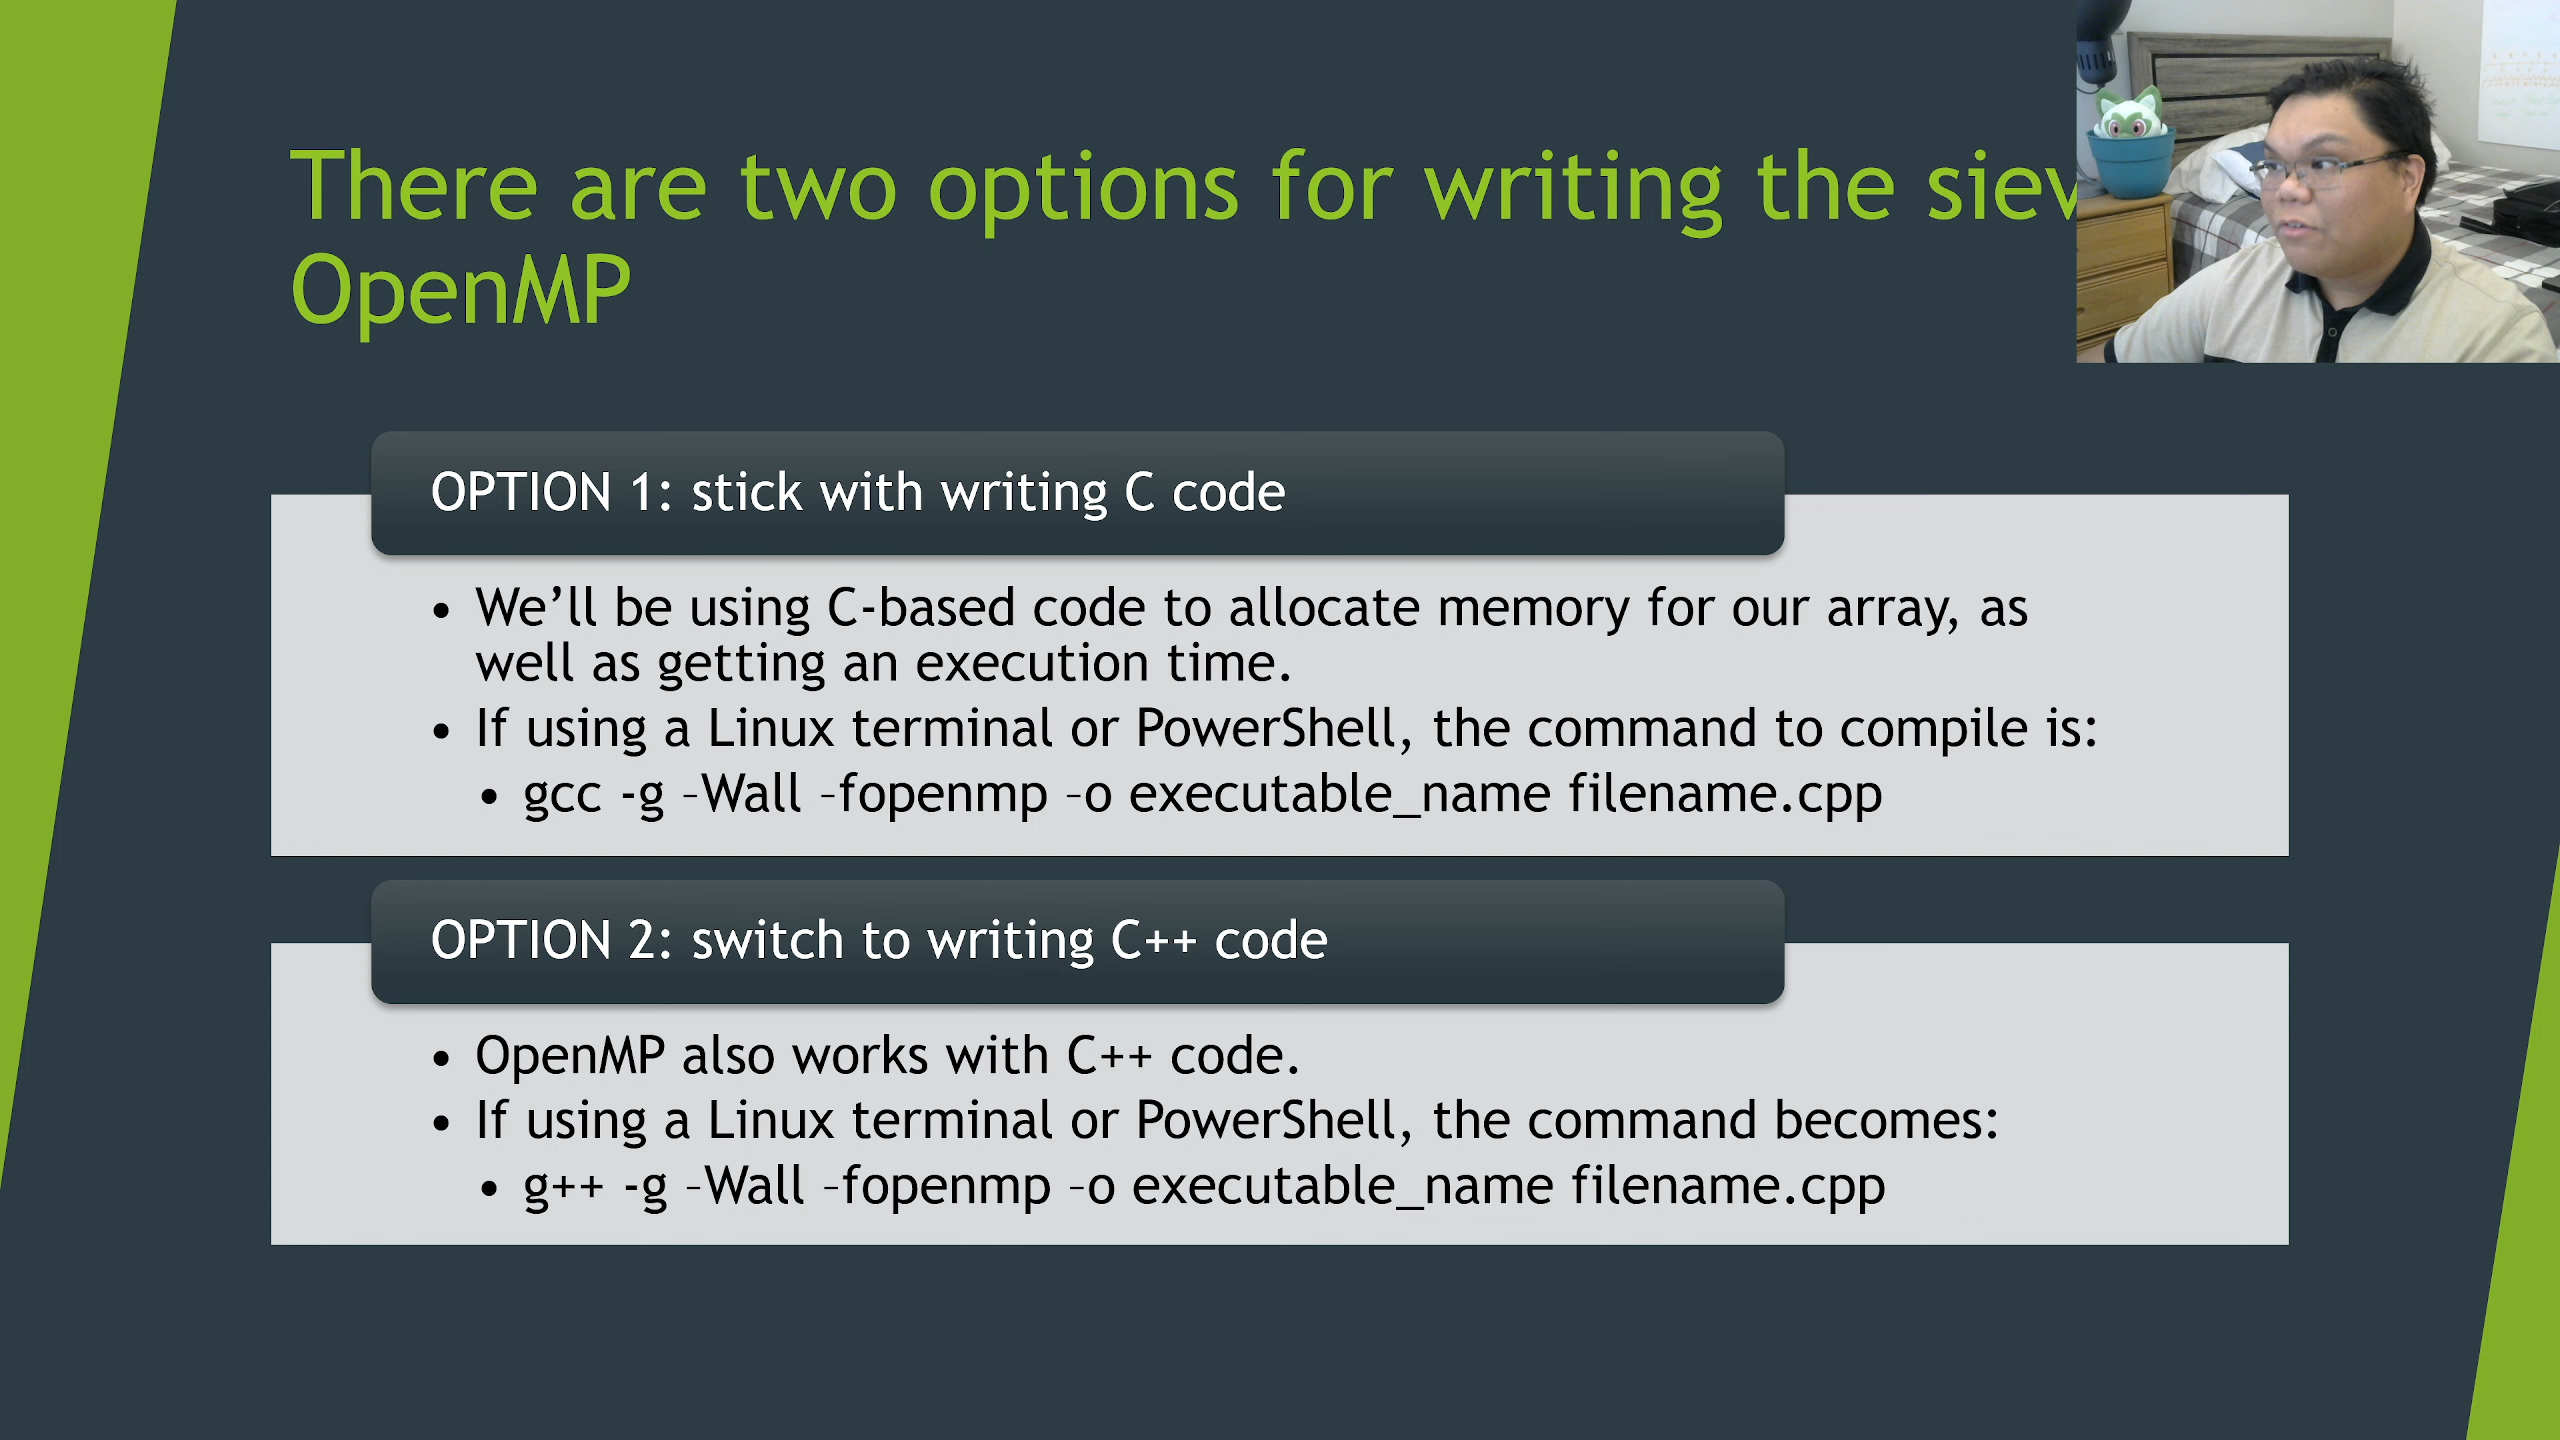 There are two options for writing the
OpenMP
OPTION 1: stick with writing C code
• We’ll be using C-based code to allocate memory for our array, as
well as getting an execution time.
• If using a Linux terminal or PowerShell, the command to compile is:
• gcc -g –Wall –fopenmp –o executable_name filename.cpp
OPTION 2: switch to writing C++ code
• OpenMP also works with C++ code.
• If using a Linux terminal or PowerShell, the command becomes:
• g++ -g –Wall –fopenmp –o executable_name filename.cpp